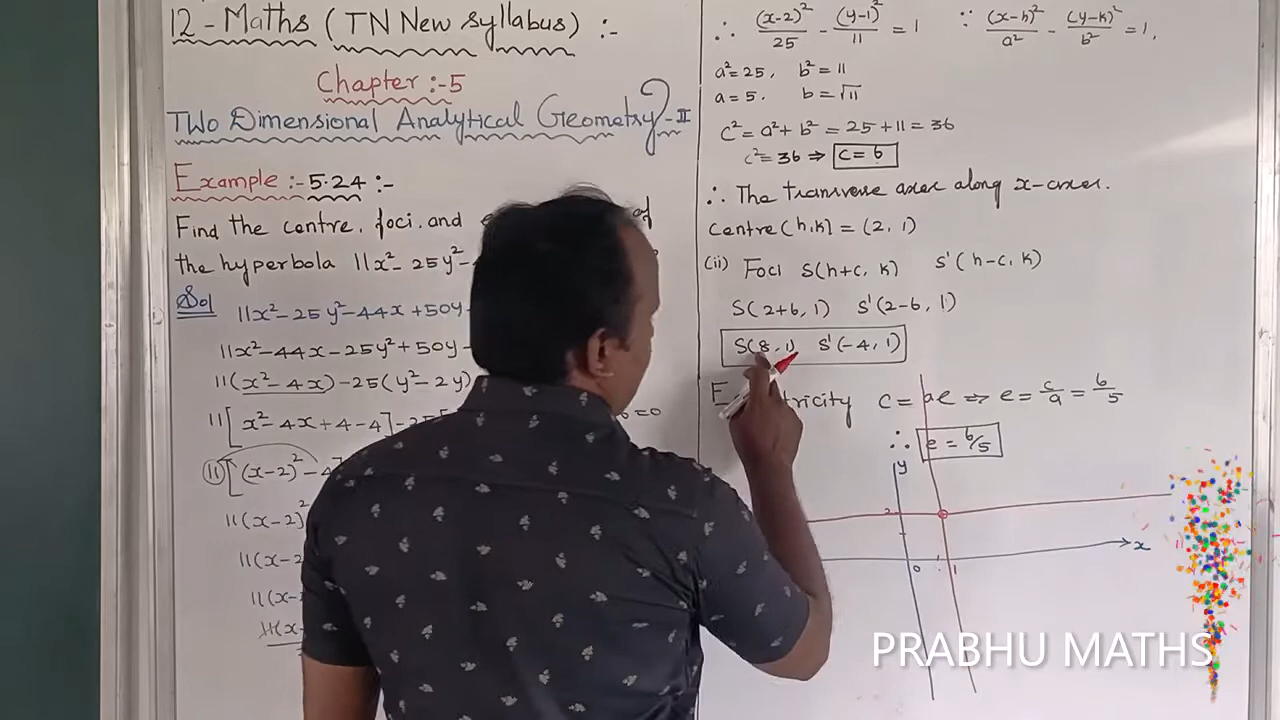 12-Maths (TN New Syllabus) :-
Chapter :-5
Two Dimensional Analytical Geometry-II
Example :- 5.24 :-
Find the centre, foci, and
the hyperbola 11x²-25y²-
Sol
11x²-25y²-44x+50y-
11x²-44x-25y²+50y-
11(x²-4x)-25(y²-2y)
11[x²-4x+4-4]-25[ =0
11[(x-2)²-4]
11(x-2)²
11(x-2
11(x-
11(x-
∴ (x-2)²/25 - (y-1)²/11 = 1 ∵ (x-h)²/a² - (y-k)²/b² = 1,
a²=25, b²=11
a=5. b=√11
c²=a²+b²=25+11=36
c²=36 ⇒ c=6
∴ The transverse axes along x-axes.
Centre (h,k) = (2, 1)
(ii) Foci S(h+c, k) S'(h-c, k)
S(2+6, 1) S'(2-6, 1)
S(8, 1) S'(-4, 1)
tricity c = ae ⇒ e = c/a = 6/5
∴ e = 6/5
y
2
x
0 1
PRABHU MATHS